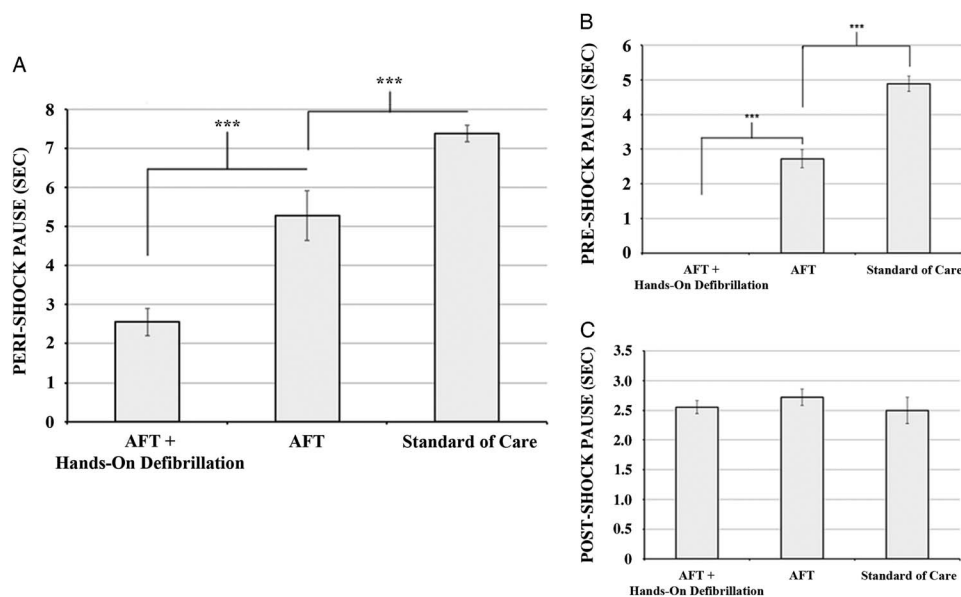 A
PERI-SHOCK PAUSE (SEC)
8
7
6
5
4
3
2
1
0
***
***
AFT +
Hands-On Defibrillation
AFT
Standard of Care
B
PRE-SHOCK PAUSE (SEC)
6
5
4
3
2
1
0
***
***
AFT +
Hands-On Defibrillation
AFT
Standard of Care
C
POST-SHOCK PAUSE (SEC)
3.5
3.0
2.5
2.0
1.5
1.0
0.5
0
AFT +
Hands-On Defibrillation
AFT
Standard of Care